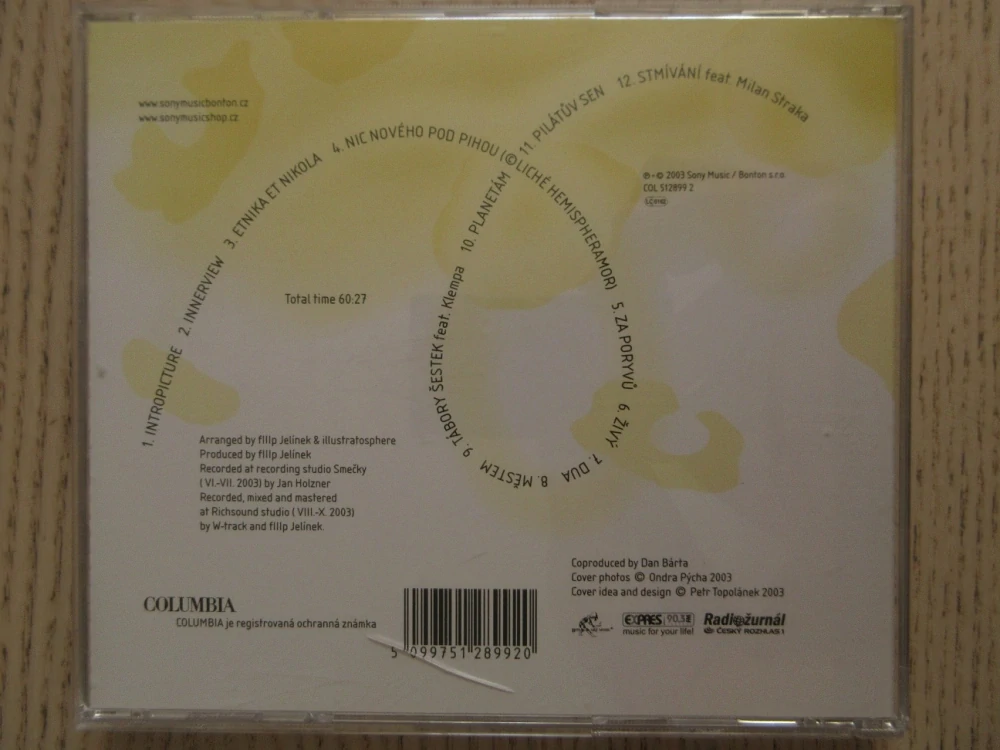 www.sonymusicbonton.cz
www.sonymusicshop.cz
1. INTROPICTURE 2. INNERVIEW 3. ETNIKA ET NIKOLA 4. NIC NOVÉHO POD PIHOU (© LICHÉ HEMISPHERAMOR) 5. ZA PORYVŮ 6. ŽIVÝ 7. DUA 8. MĚSTEM 9. TÁBORY ŠESTEK feat. Klempa 10. PLANETÁM 11. PILÁTŮV SEN 12. STMÍVÁNÍ feat. Milan Straka
℗-© 2003 Sony Music / Bonton s.r.o.
COL 512899 2
Total time 60:27
Arranged by fIlIp Jelínek & illustratosphere
Produced by fIlIp Jelínek
Recorded at recording studio Smečky
( VI.-VII. 2003) by Jan Holzner
Recorded, mixed and mastered
at Richsound studio ( VIII.-X. 2003)
by W-track and fIlIp Jelínek.
Coproduced by Dan Bárta
Cover photos © Ondra Pýcha 2003
Cover idea and design © Petr Topolánek 2003
COLUMBIA
COLUMBIA je registrovaná ochranná známka
5 099751 289920
EXPRES 90.3
music for your life!
Radiožurnál
ČESKÝ ROZHLAS 1